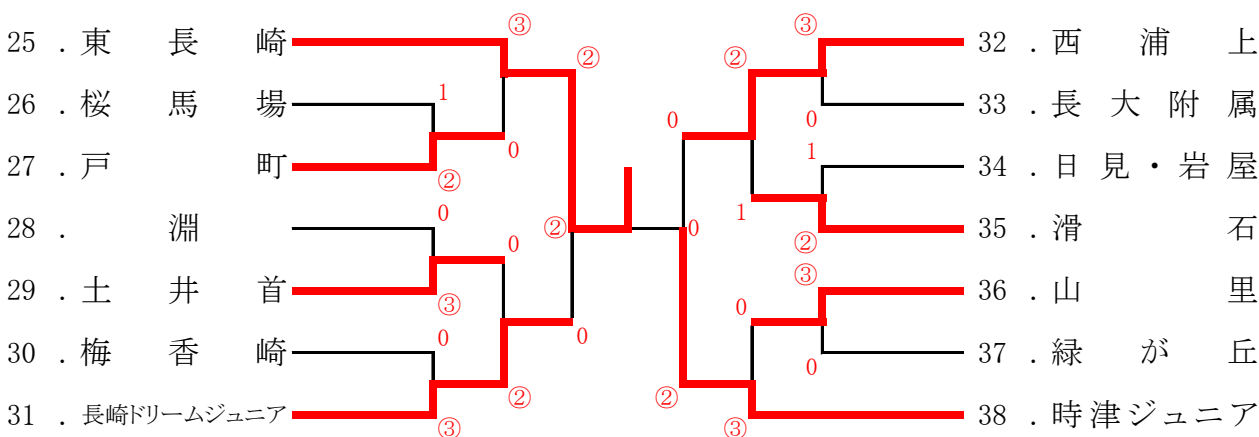 25 . 東長崎
26 . 桜馬場
27 . 戸町
28 . 淵
29 . 土井首
30 . 梅香崎
31 . 長崎ドリームジュニア
③
1
0
②
0
0
③
0
③
②
②
0
②
0
0
②
②
③
0
1
1
②
③
0
0
③
32 . 西浦上
33 . 長大附属
34 . 日見・岩屋
35 . 滑石
36 . 山里
37 . 緑が丘
38 . 時津ジュニア